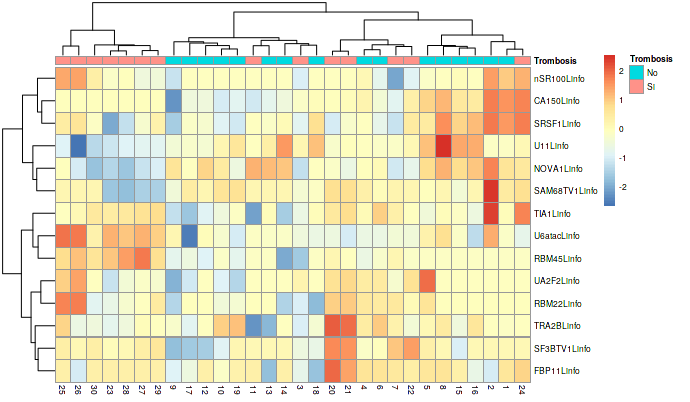 Trombosis
Trombosis
No
SI
nSR100Linfo
CA150Linfo
SRSF1Linfo
U11Linfo
NOVA1Linfo
SAM68TV1Linfo
TIA1Linfo
U6atacLinfo
RBM45Linfo
UA2F2Linfo
RBM22Linfo
TRA2BLinfo
SF3BTV1Linfo
FBP11Linfo
2
1
0
-1
-2
25 26 30 23 28 27 29 9 17 12 10 19 11 13 14 3 18 20 21 4 6 7 22 5 8 15 16 2 1 24